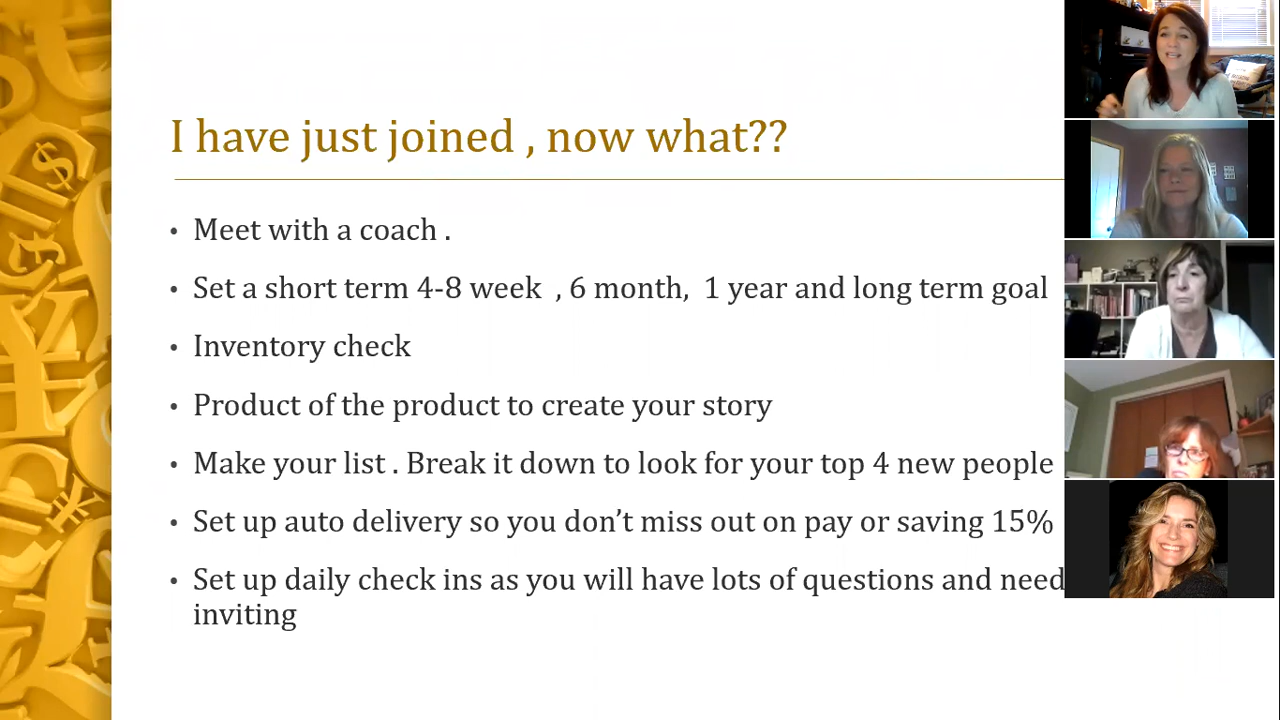 I have just joined , now what??
• Meet with a coach .
• Set a short term 4-8 week , 6 month, 1 year and long term goal
• Inventory check
• Product of the product to create your story
• Make your list . Break it down to look for your top 4 new people
• Set up auto delivery so you don’t miss out on pay or saving 15%
• Set up daily check ins as you will have lots of questions and need
inviting